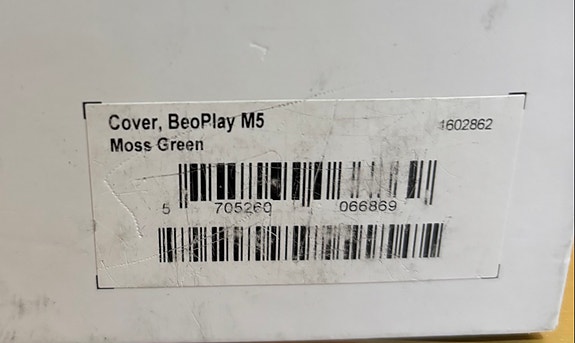 Cover, BeoPlay M5
1602862
Moss Green
5 705260 066869